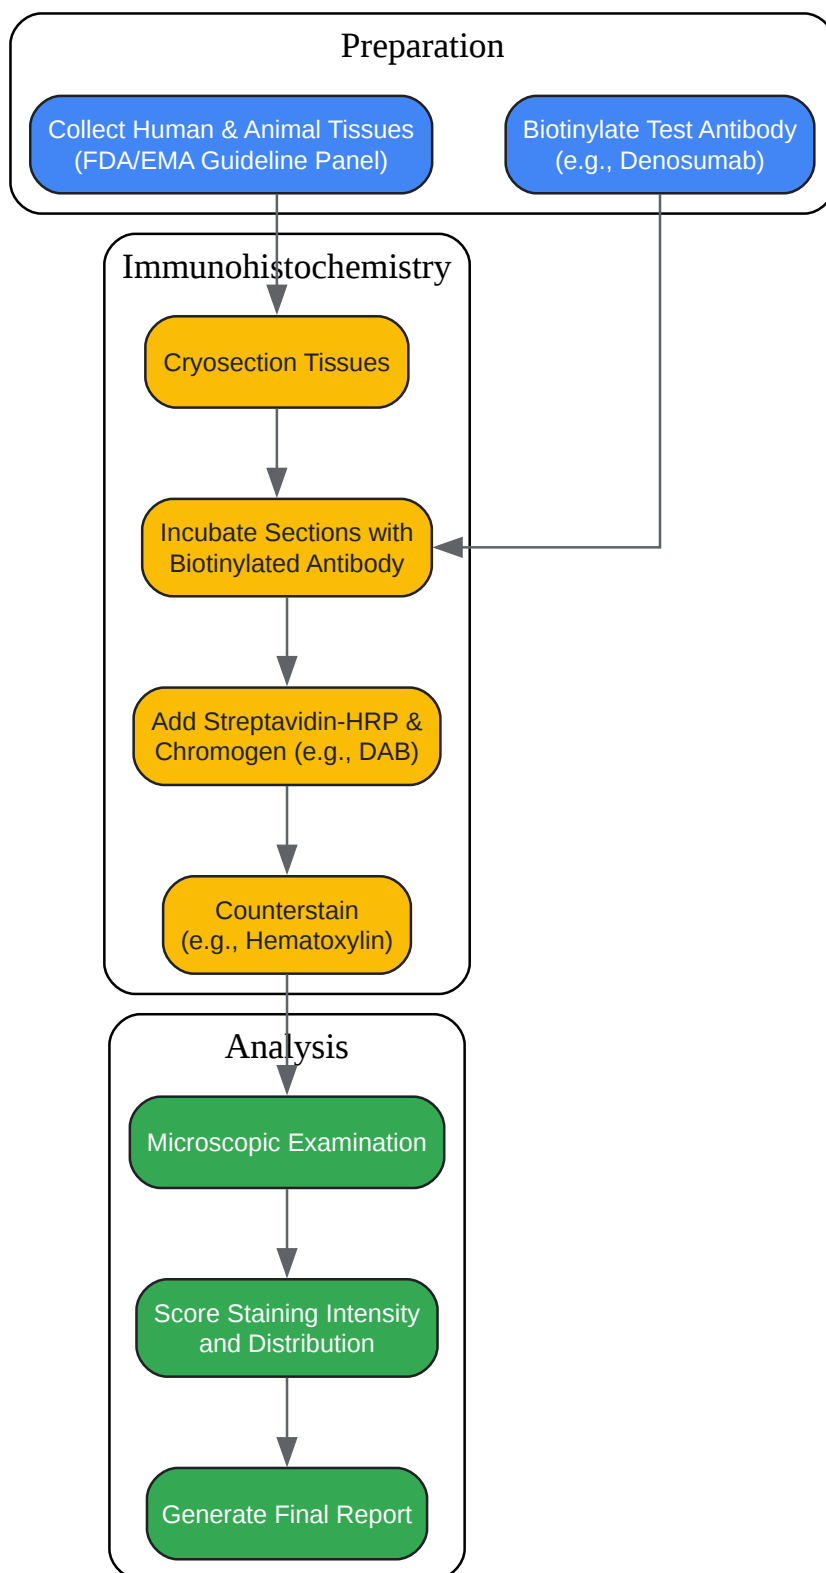 Preparation
Collect Human & Animal Tissues
(FDA/EMA Guideline Panel)
Biotinylate Test Antibody
(e.g., Denosumab)
Immunohistochemistry
Cryosection Tissues
Incubate Sections with
Biotinylated Antibody
Add Streptavidin-HRP &
Chromogen (e.g., DAB)
Counterstain
(e.g., Hematoxylin)
Analysis
Microscopic Examination
Score Staining Intensity
and Distribution
Generate Final Report